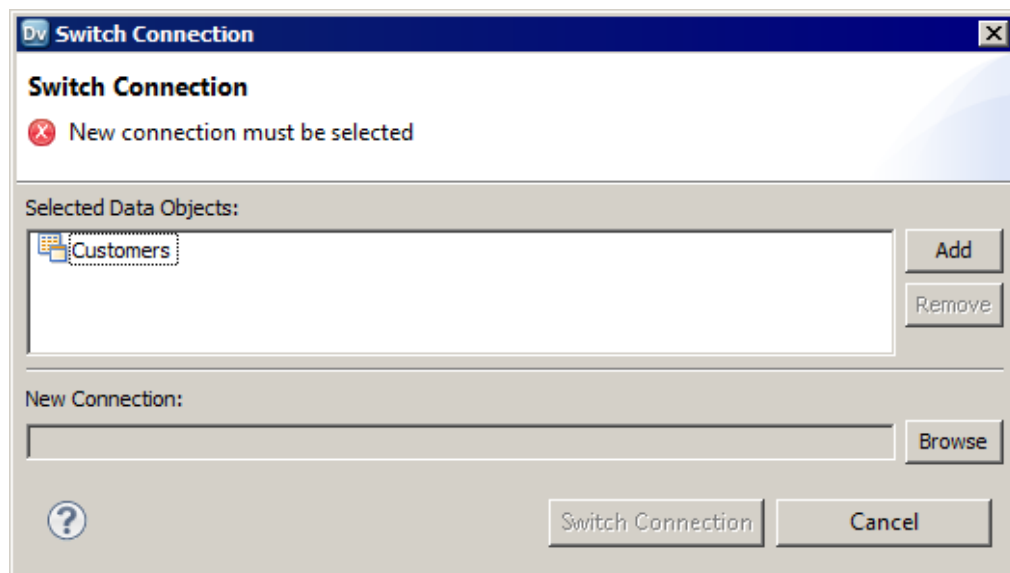 Dv Switch Connection
Switch Connection
New connection must be selected
Selected Data Objects:
Customers
Add
Remove
New Connection:
Browse
?
Switch Connection
Cancel